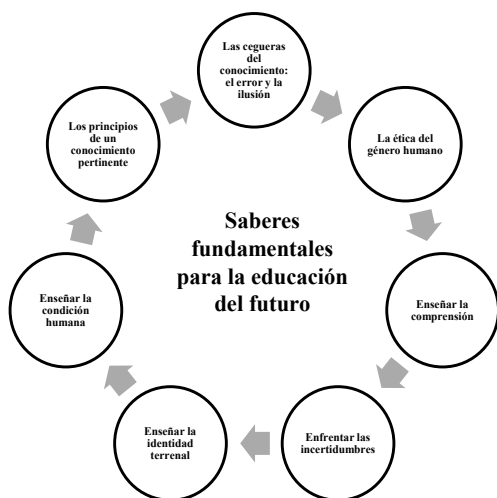 Las cegueras
del
conocimiento:
el error y la
ilusión
La ética del
género humano
Enseñar la
comprensión
Enfrentar las
incertidumbres
Enseñar la
identidad
terrenal
Enseñar la
condición
humana
Los principios
de un
conocimiento
pertinente
Saberes
fundamentales
para la educación
del futuro